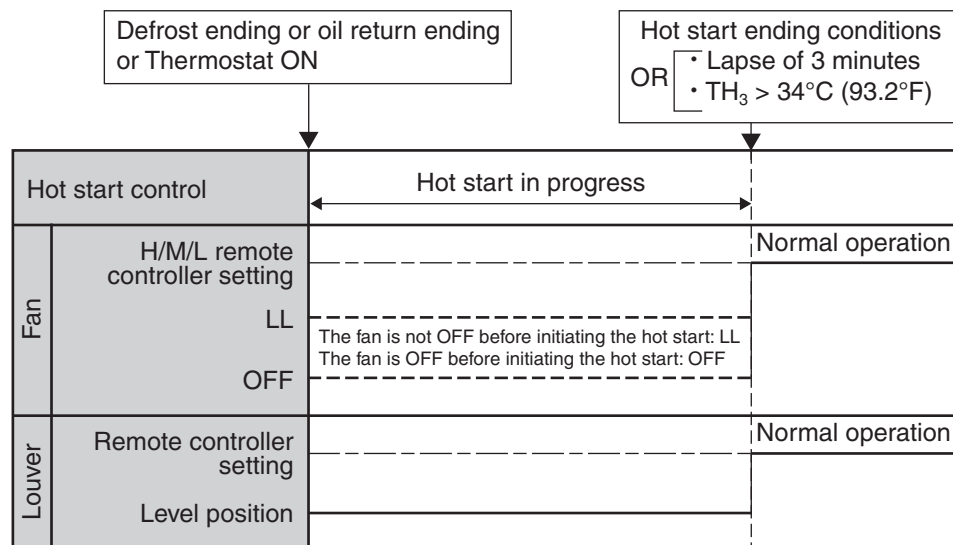 Defrost ending or oil return ending
or Thermostat ON
Hot start ending conditions
OR
• Lapse of 3 minutes
• TH₃ > 34°C (93.2°F)
Hot start control
Hot start in progress
Fan
H/M/L remote
controller setting
Normal operation
LL
The fan is not OFF before initiating the hot start: LL
The fan is OFF before initiating the hot start: OFF
OFF
Louver
Remote controller
setting
Normal operation
Level position